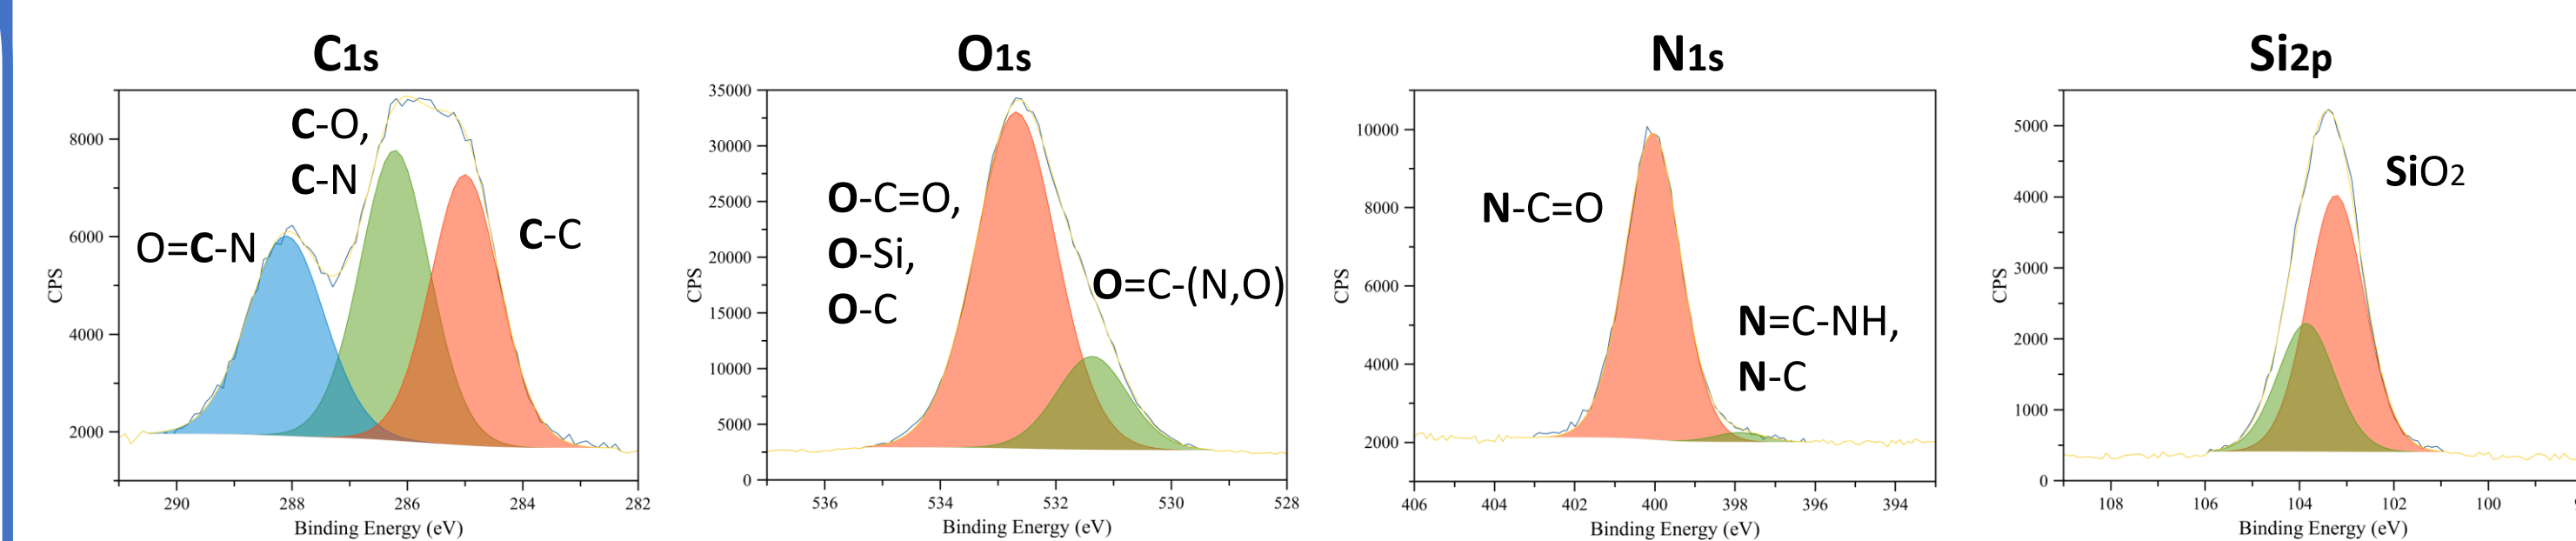 C1s
CPS
8000
6000
4000
2000
O=C-N
C-O,
C-N
C-C
290
288
286
284
282
Binding Energy (eV)
O1s
CPS
35000
30000
25000
20000
15000
10000
5000
0
O-C=O,
O-Si,
O-C
O=C-(N,O)
536
534
532
530
528
Binding Energy (eV)
N1s
CPS
10000
8000
6000
4000
2000
N-C=O
N=C-NH,
N-C
406
404
402
400
398
396
394
Binding Energy (eV)
Si2p
CPS
5000
4000
3000
2000
1000
0
SiO2
108
106
104
102
100
Binding Energy (eV)